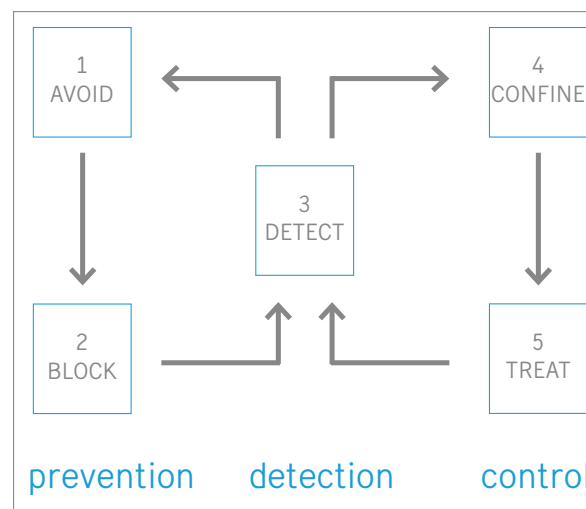 1
AVOID
2
BLOCK
3
DETECT
4
CONFINE
5
TREAT
prevention
detection
control